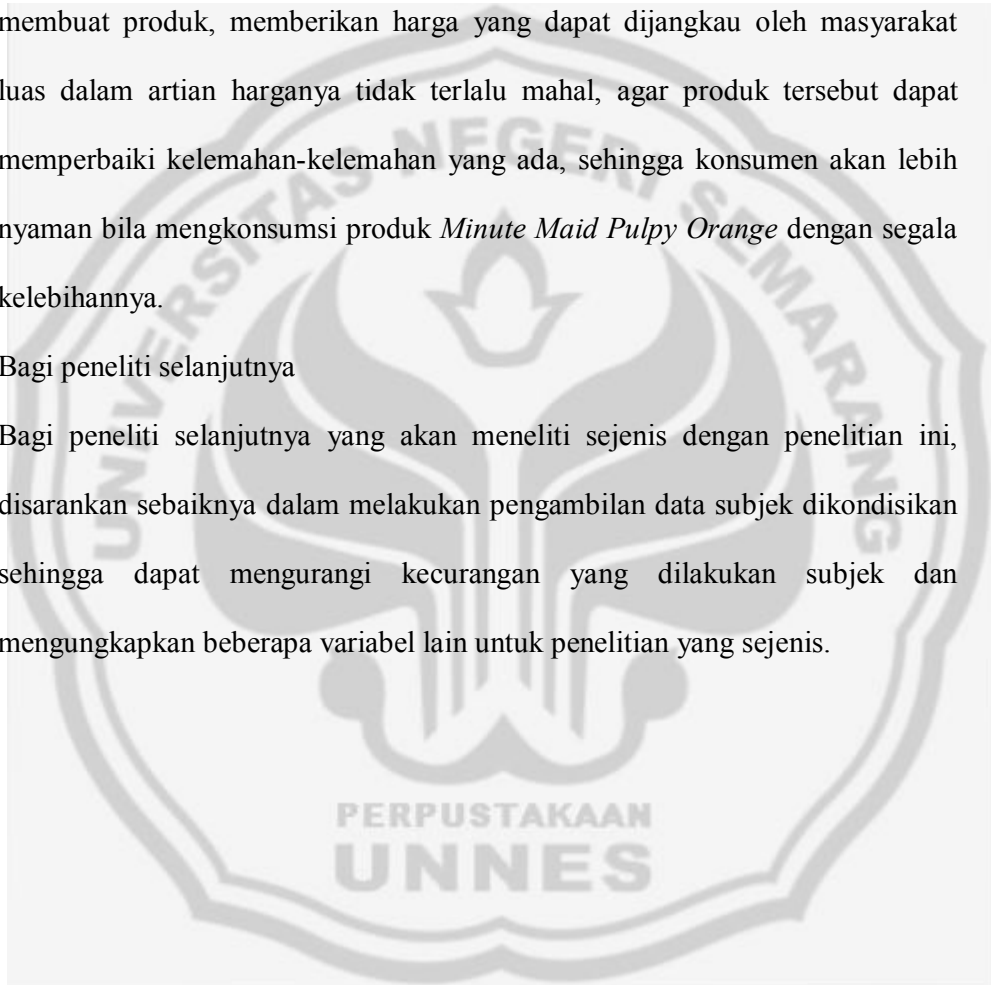 membuat produk, memberikan harga yang dapat dijangkau oleh masyarakat
luas dalam artian harganya tidak terlalu mahal, agar produk tersebut dapat
memperbaiki kelemahan-kelemahan yang ada, sehingga konsumen akan lebih
nyaman bila mengkonsumsi produk Minute Maid Pulpy Orange dengan segala
kelebihannya.
Bagi peneliti selanjutnya
Bagi peneliti selanjutnya yang akan meneliti sejenis dengan penelitian ini,
disarankan sebaiknya dalam melakukan pengambilan data subjek dikondisikan
sehingga dapat mengurangi kecurangan yang dilakukan subjek dan
mengungkapkan beberapa variabel lain untuk penelitian yang sejenis.
UNIVERSITAS NEGERI SEMARANG
PERPUSTAKAAN
UNNES